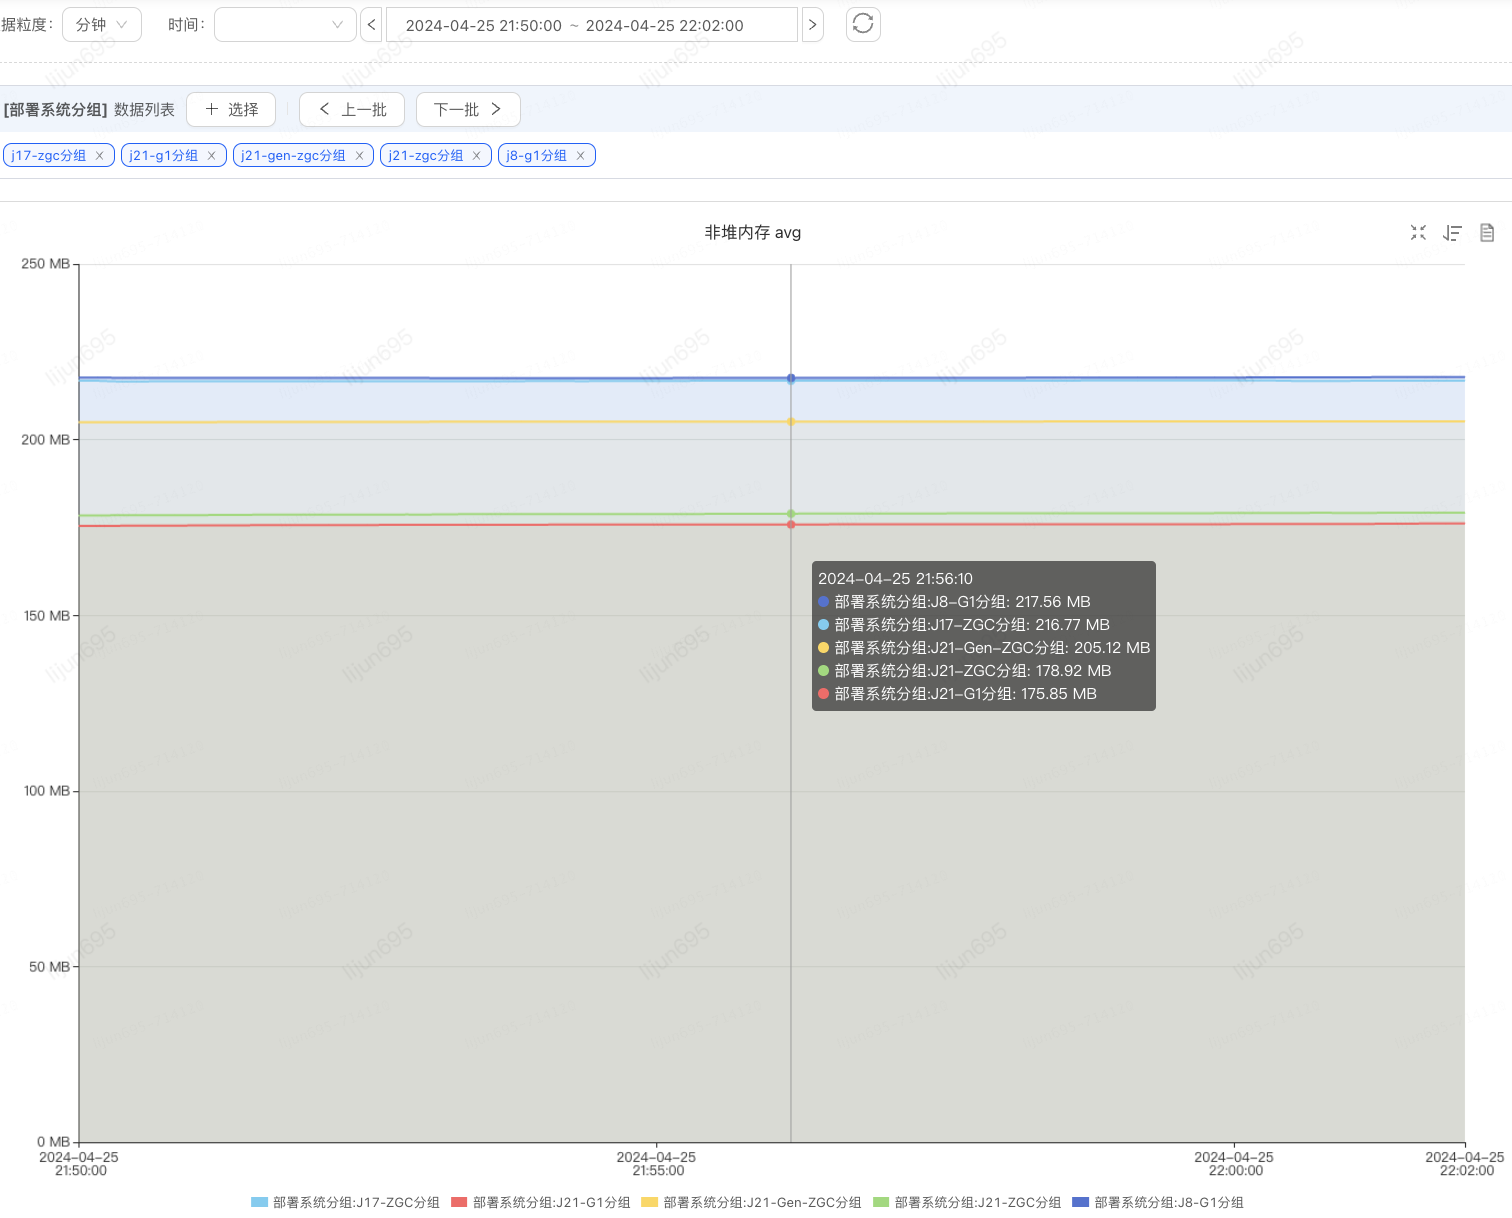 据粒度： 分钟 时间： < 2024-04-25 21:50:00 ~ 2024-04-25 22:02:00 >
[部署系统分组] 数据列表 + 选择 < 上一批 下一批 >
j17-zgc分组 × j21-g1分组 × j21-gen-zgc分组 × j21-zgc分组 × j8-g1分组 ×
非堆内存 avg
250 MB
200 MB
150 MB
100 MB
50 MB
0 MB
2024-04-25 21:56:10
部署系统分组:J8-G1分组: 217.56 MB
部署系统分组:J17-ZGC分组: 216.77 MB
部署系统分组:J21-Gen-ZGC分组: 205.12 MB
部署系统分组:J21-ZGC分组: 178.92 MB
部署系统分组:J21-G1分组: 175.85 MB
2024-04-25 2024-04-25 2024-04-25 2024-04-25
21:50:00 21:55:00 22:00:00 22:02:00
部署系统分组:J17-ZGC分组 部署系统分组:J21-G1分组 部署系统分组:J21-Gen-ZGC分组 部署系统分组:J21-ZGC分组 部署系统分组:J8-G1分组
lijun695